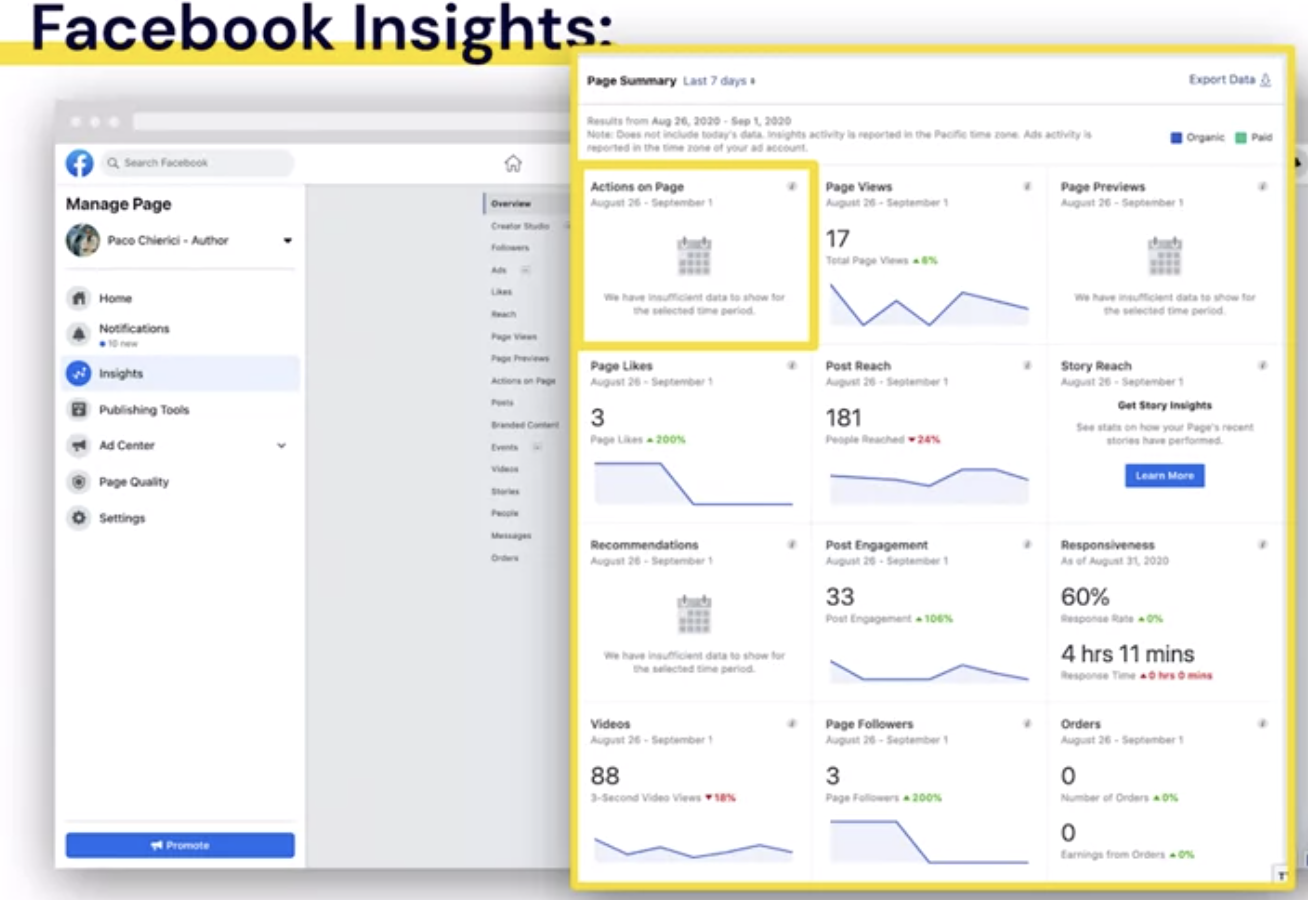 Facebook Insights:
Search Facebook
Manage Page
Paco Chierici - Author
Home
Notifications
10 new
Insights
Publishing Tools
Ad Center
Page Quality
Settings
Promote
Overview
Creator Studio
Followers
Ads
Likes
Reach
Page Views
Page Previews
Actions on Page
Posts
Branded Content
Events
Videos
Stories
People
Messages
Orders
Page Summary Last 7 days
Export Data
Results from Aug 26, 2020 - Sep 1, 2020
Note: Does not include today's data. Insights activity is reported in the Pacific time zone. Ads activity is
reported in the time zone of your ad account.
Organic Paid
Actions on Page
August 26 - September 1
We have insufficient data to show for
the selected time period.
Page Views
August 26 - September 1
17
Total Page Views ▲6%
Page Previews
August 26 - September 1
We have insufficient data to show for
the selected time period.
Page Likes
August 26 - September 1
3
Page Likes ▲200%
Post Reach
August 26 - September 1
181
People Reached ▼24%
Story Reach
August 26 - September 1
Get Story Insights
See stats on how your Page's recent
stories have performed.
Learn More
Recommendations
August 26 - September 1
We have insufficient data to show for
the selected time period.
Post Engagement
August 26 - September 1
33
Post Engagement ▲106%
Responsiveness
As of August 31, 2020
60%
Response Rate ▲0%
4 hrs 11 mins
Response Time ▲0 hrs 0 mins
Videos
August 26 - September 1
88
3-Second Video Views ▼18%
Page Followers
August 26 - September 1
3
Page Followers ▲200%
Orders
August 26 - September 1
0
Number of Orders ▲0%
0
Earnings from Orders ▲0%